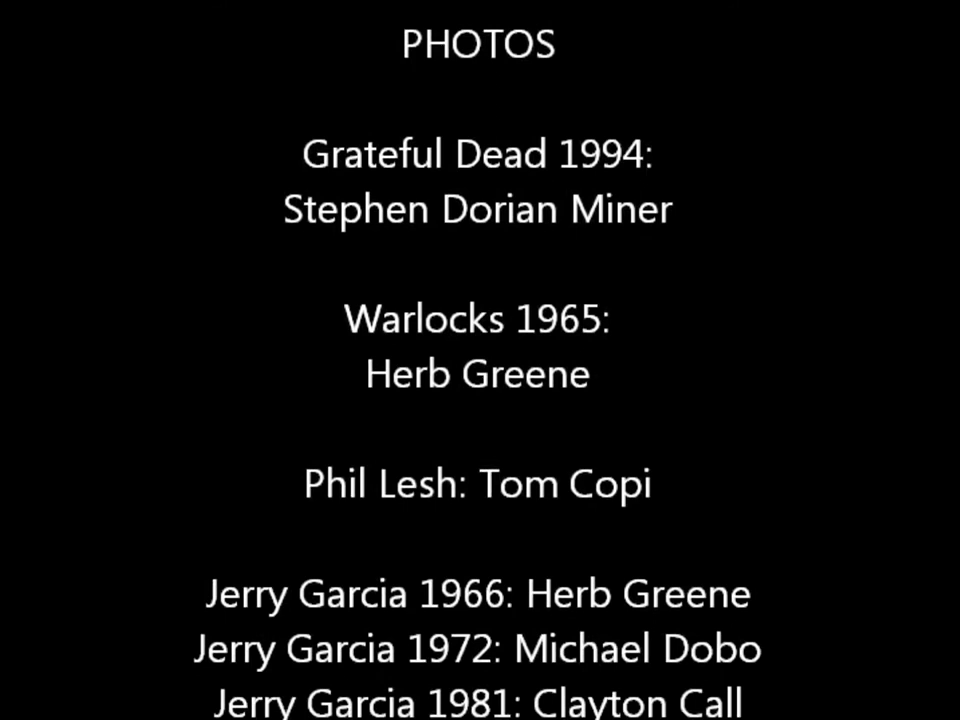 PHOTOS
Grateful Dead 1994:
Stephen Dorian Miner
Warlocks 1965:
Herb Greene
Phil Lesh: Tom Copi
Jerry Garcia 1966: Herb Greene
Jerry Garcia 1972: Michael Dobo
Jerry Garcia 1981: Clayton Call